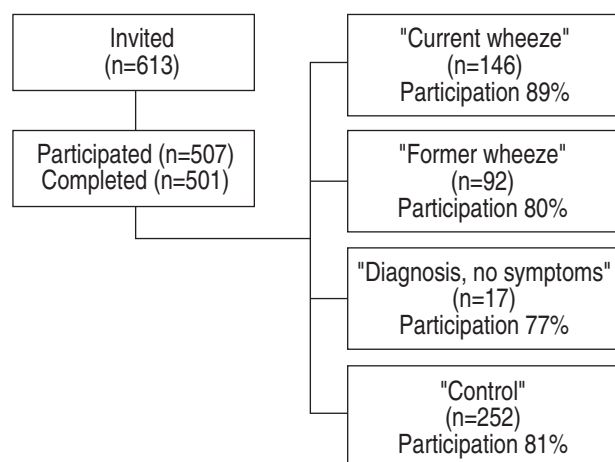 Invited
(n=613)
Participated (n=507)
Completed (n=501)
"Current wheeze"
(n=146)
Participation 89%
"Former wheeze"
(n=92)
Participation 80%
"Diagnosis, no symptoms"
(n=17)
Participation 77%
"Control"
(n=252)
Participation 81%